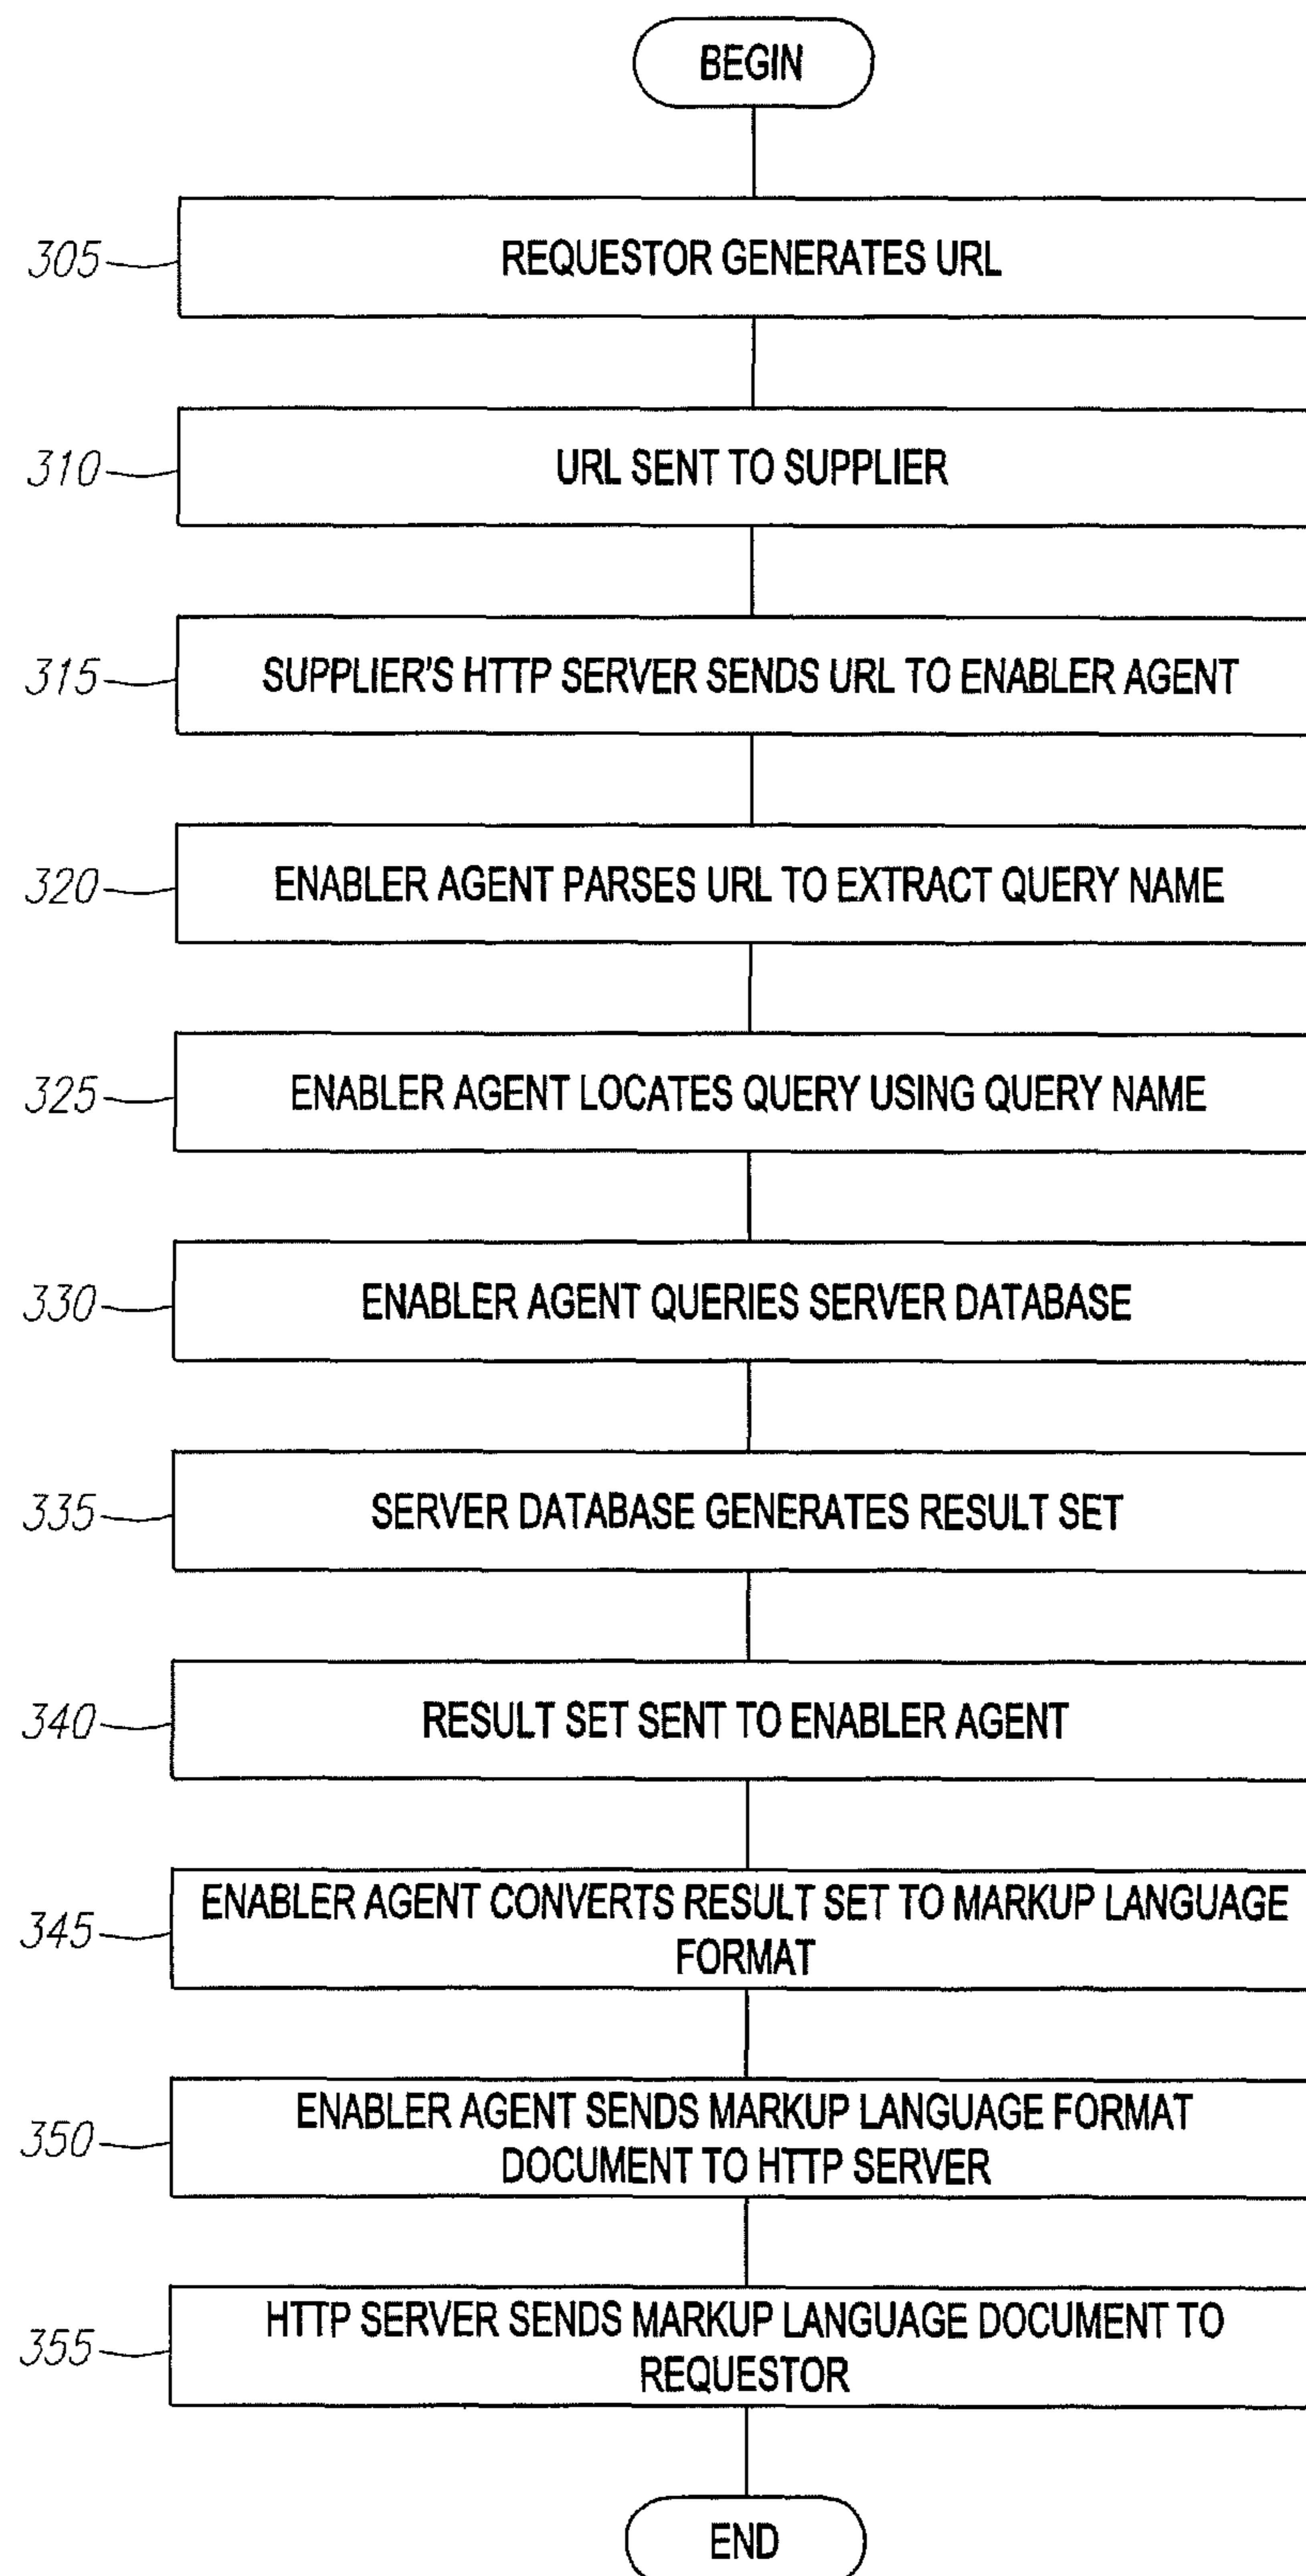 BEGIN
305
REQUESTOR GENERATES URL
310
URL SENT TO SUPPLIER
315
SUPPLIER'S HTTP SERVER SENDS URL TO ENABLER AGENT
320
ENABLER AGENT PARSES URL TO EXTRACT QUERY NAME
325
ENABLER AGENT LOCATES QUERY USING QUERY NAME
330
ENABLER AGENT QUERIES SERVER DATABASE
335
SERVER DATABASE GENERATES RESULT SET
340
RESULT SET SENT TO ENABLER AGENT
345
ENABLER AGENT CONVERTS RESULT SET TO MARKUP LANGUAGE
FORMAT
350
ENABLER AGENT SENDS MARKUP LANGUAGE FORMAT
DOCUMENT TO HTTP SERVER
355
HTTP SERVER SENDS MARKUP LANGUAGE DOCUMENT TO
REQUESTOR
END